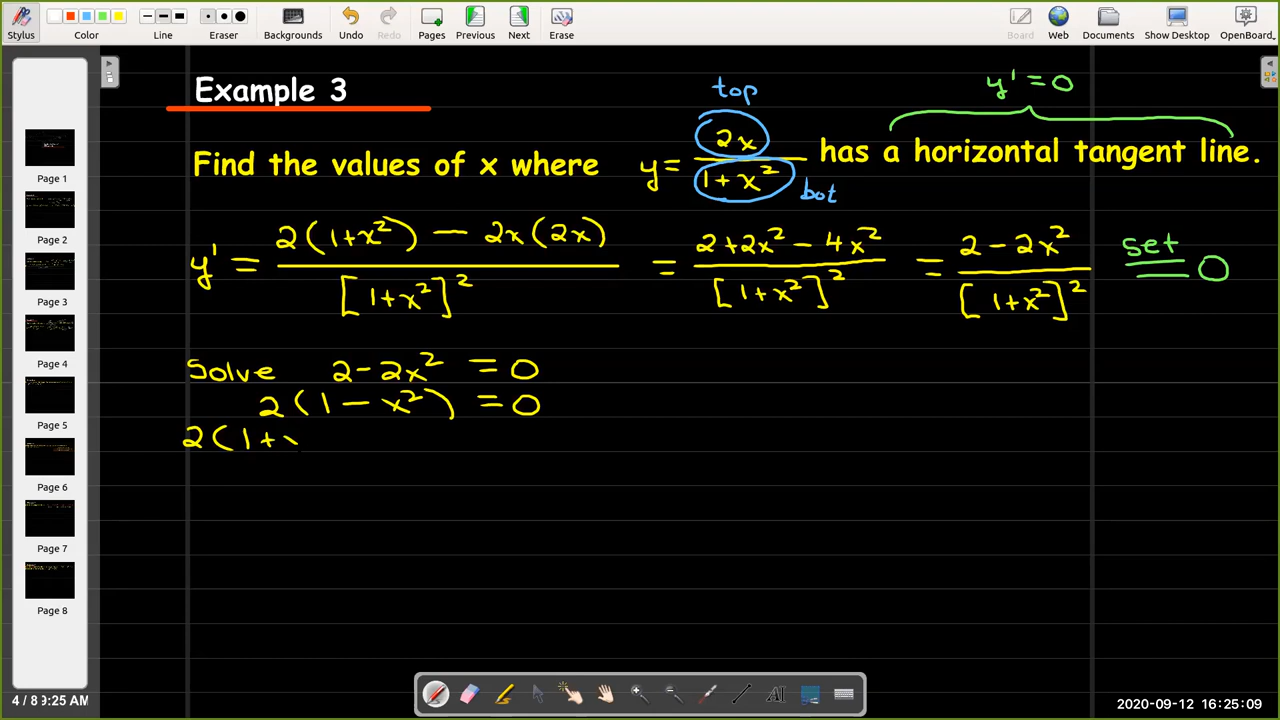 Stylus
Color
Line
Eraser
Backgrounds
Undo
Redo
Pages
Previous
Next
Erase
Board
Web
Documents
Show Desktop
OpenBoard
Page 1
Page 2
Page 3
Page 4
Page 5
Page 6
Page 7
Page 8
4 / 8 9:25 AM
Example 3
top
y' = 0
Find the values of x where y = 2x / 1 + x² has a horizontal tangent line.
bot
y' = 2(1+x²) − 2x(2x) / [1+x²]² = 2+2x² − 4x² / [1+x²]² = 2 − 2x² / [1+x²]² set = 0
Solve 2 − 2x² = 0
2(1 − x²) = 0
2(1+
AI
2020-09-12 16:25:09